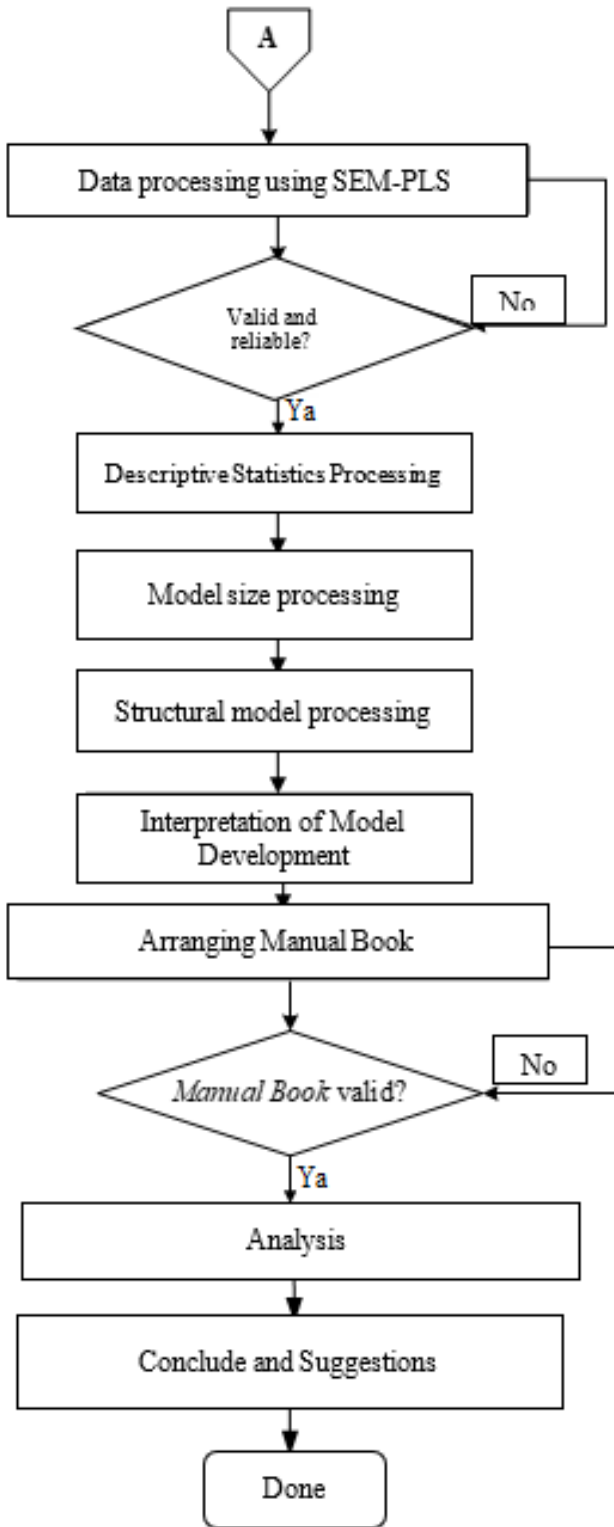 A
Data processing using SEM-PLS
No
Valid and
reliable?
Ya
Descriptive Statistics Processing
Model size processing
Structural model processing
Interpretation of Model
Development
Arranging Manual Book
No
Manual Book valid?
Ya
Analysis
Conclude and Suggestions
Done